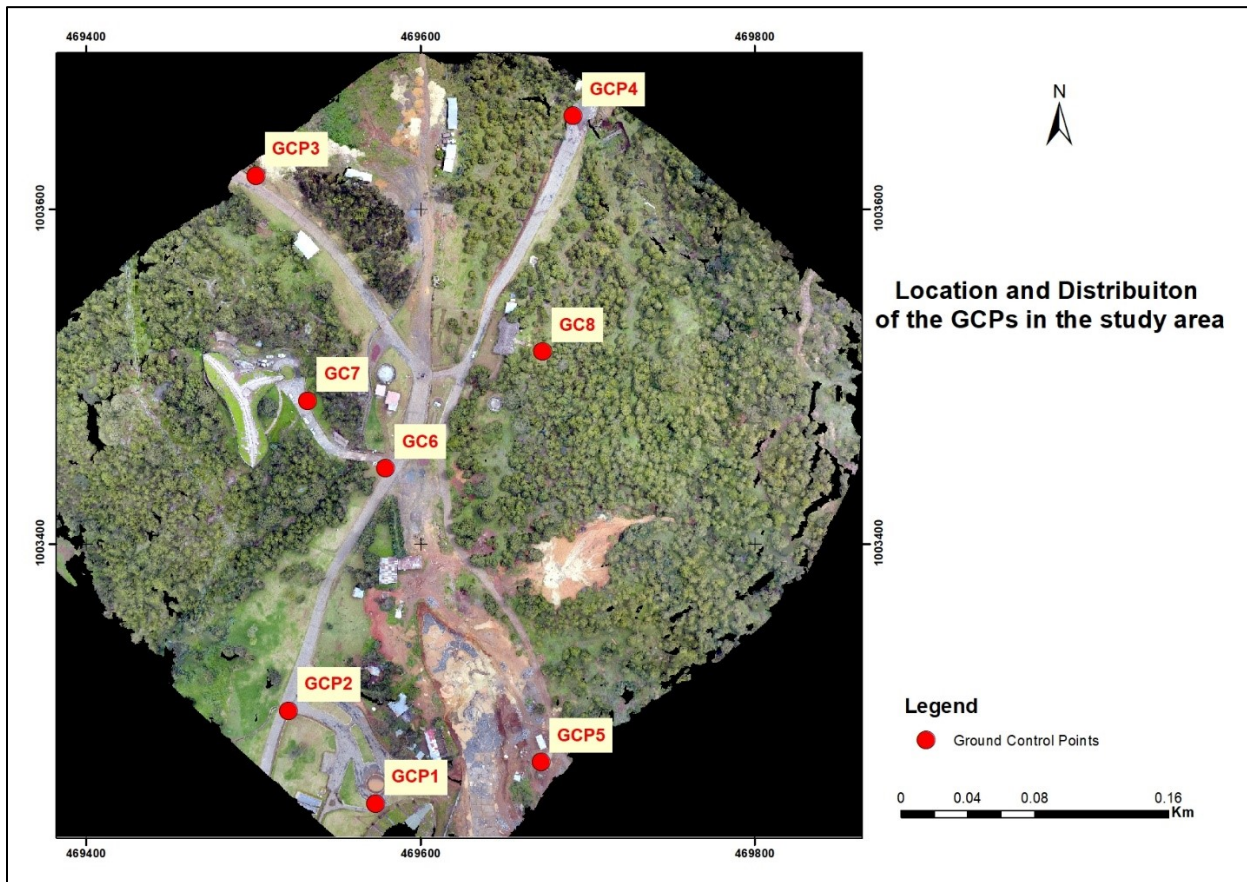 469400
469600
469800
N
GCP4
GCP3
1003600
1003600
Location and Distribuiton
of the GCPs in the study area
GC8
GC7
GC6
1003400
1003400
GCP2
Legend
GCP5
Ground Control Points
GCP1
0
0.04
0.08
0.16
Km
469400
469600
469800